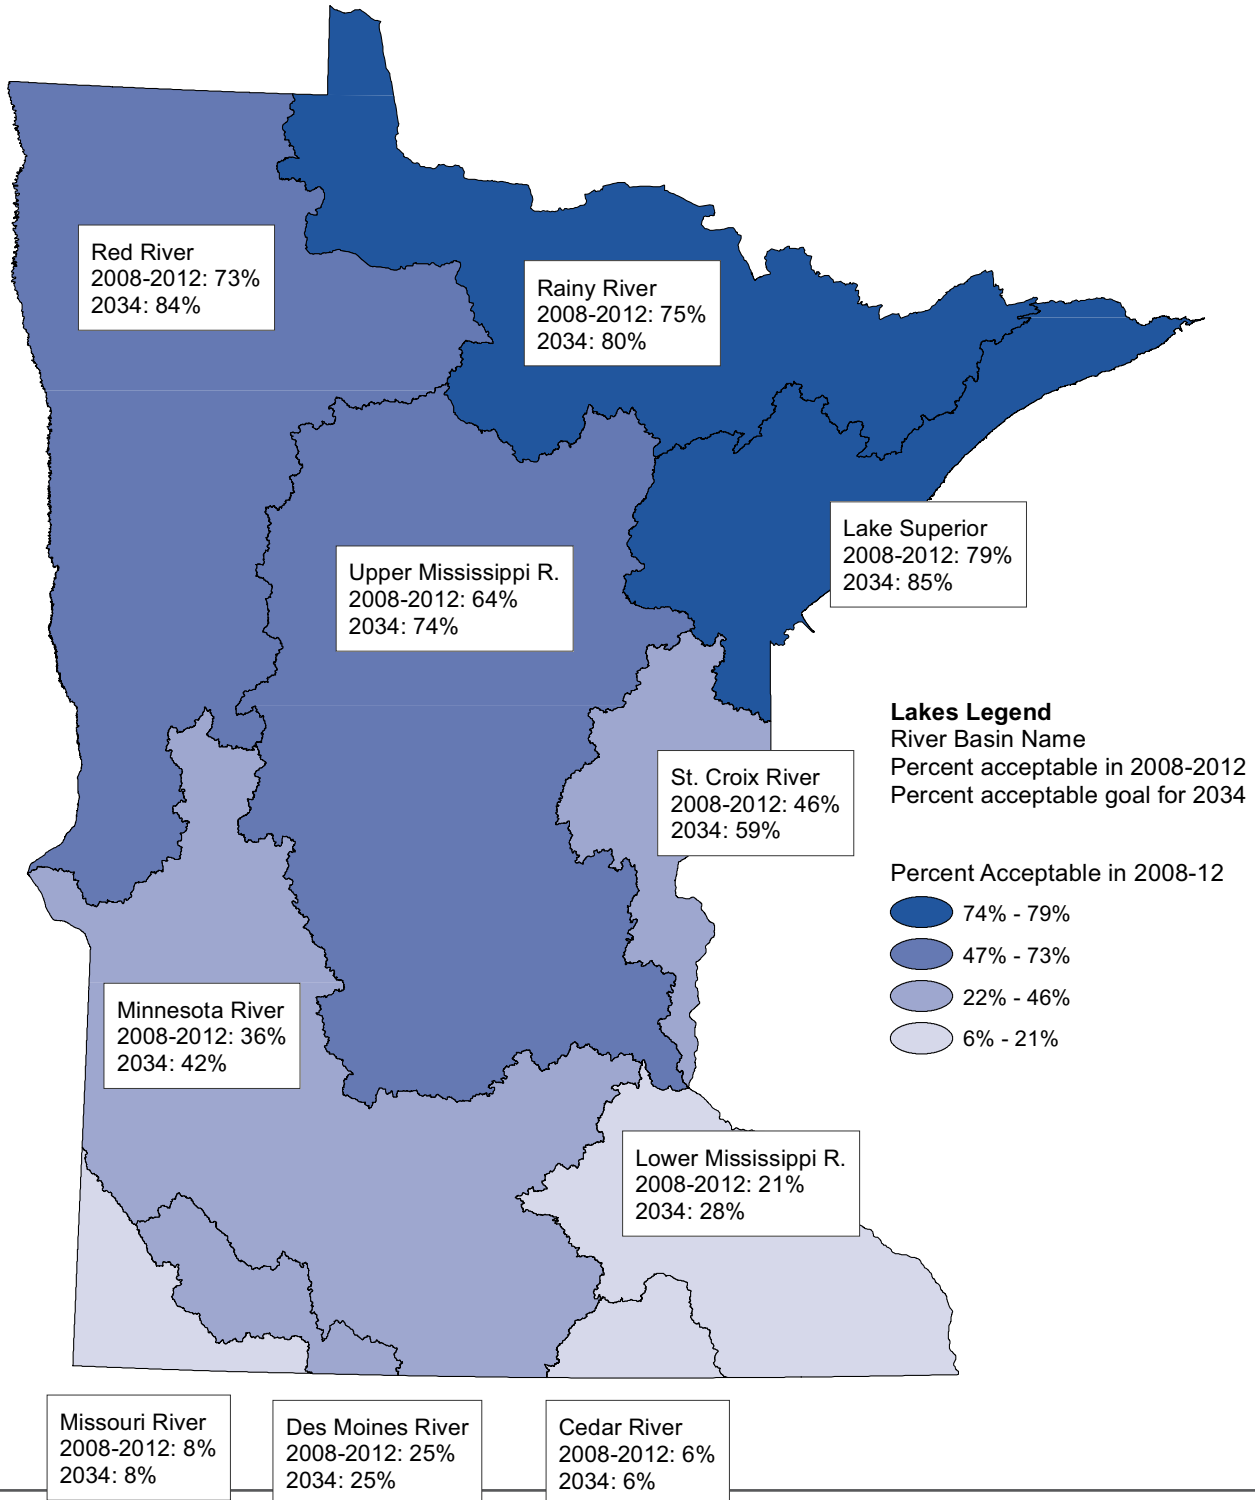 Red River
2008-2012: 73%
2034: 84%
Rainy River
2008-2012: 75%
2034: 80%
Lake Superior
2008-2012: 79%
2034: 85%
Upper Mississippi R.
2008-2012: 64%
2034: 74%
St. Croix River
2008-2012: 46%
2034: 59%
Lakes Legend
River Basin Name
Percent acceptable in 2008-2012
Percent acceptable goal for 2034
Percent Acceptable in 2008-12
74% - 79%
47% - 73%
22% - 46%
6% - 21%
Minnesota River
2008-2012: 36%
2034: 42%
Lower Mississippi R.
2008-2012: 21%
2034: 28%
Missouri River
2008-2012: 8%
2034: 8%
Des Moines River
2008-2012: 25%
2034: 25%
Cedar River
2008-2012: 6%
2034: 6%